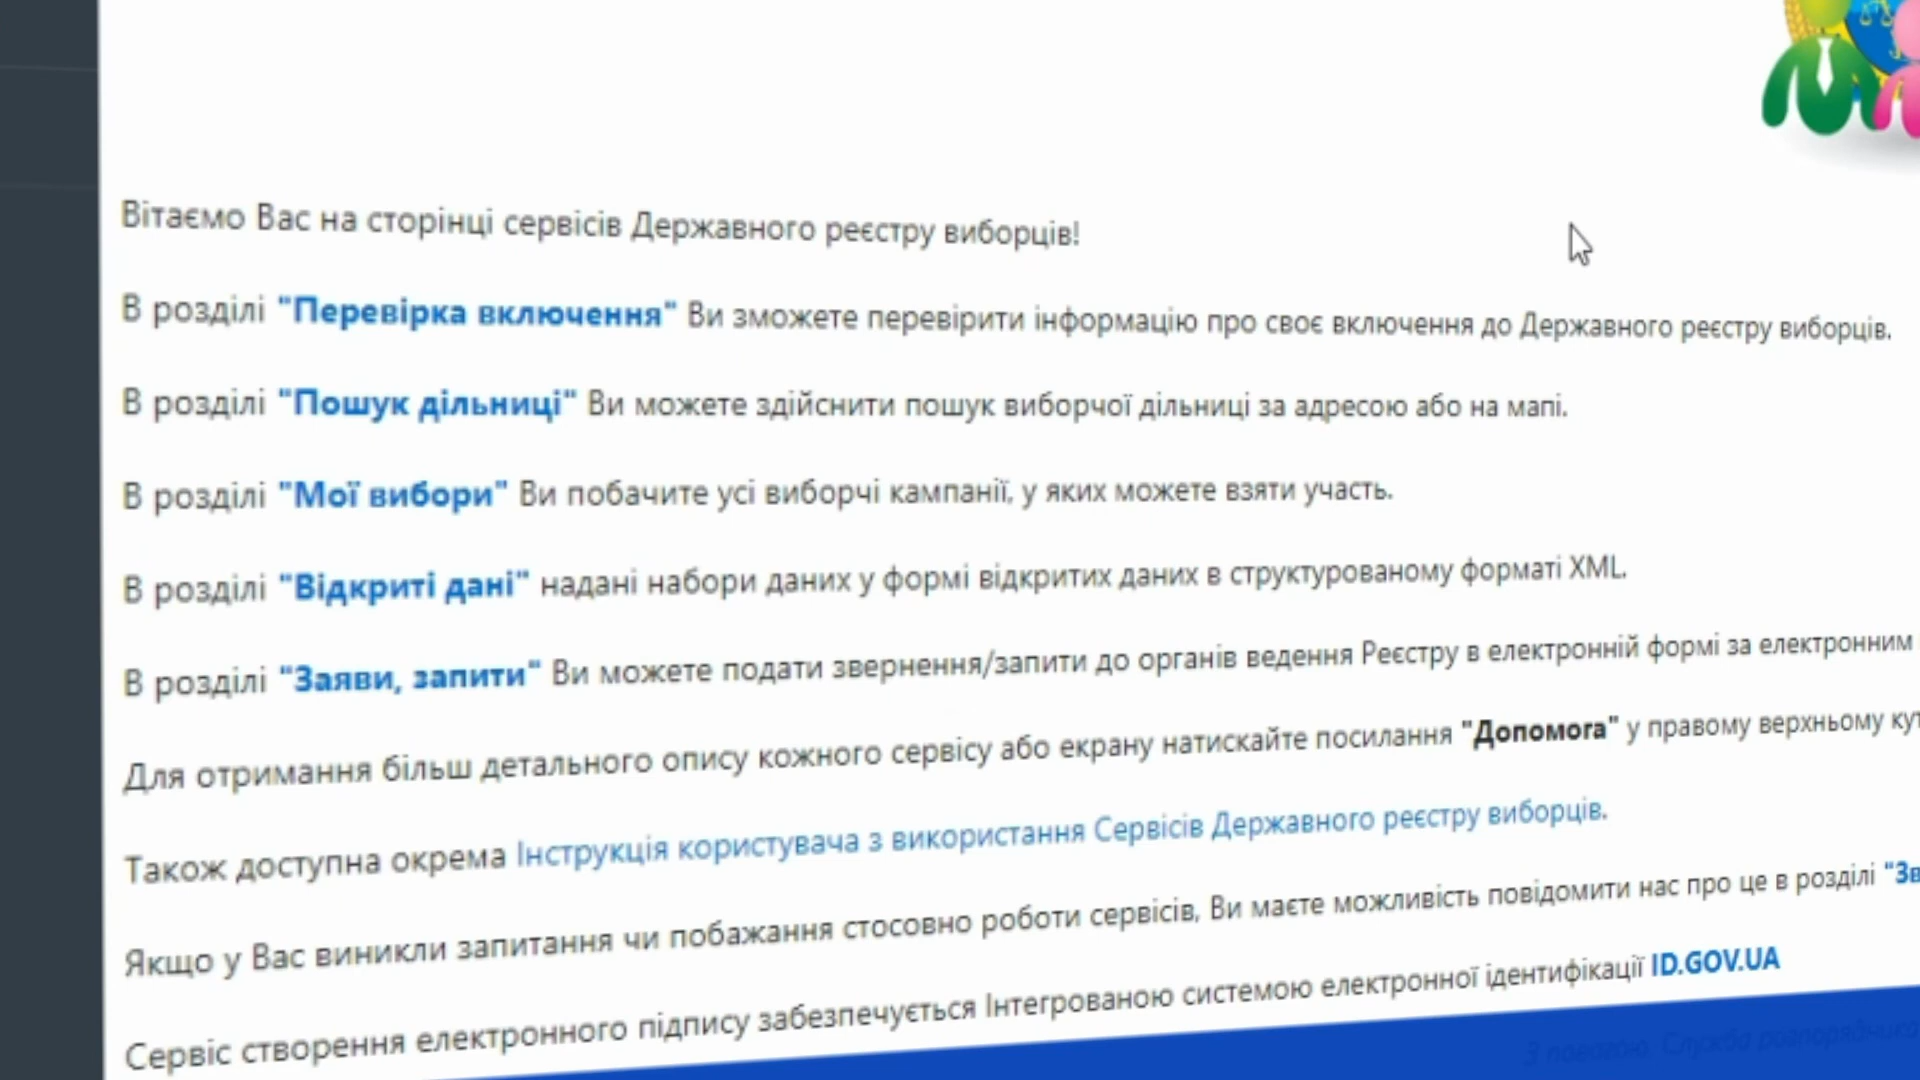 Вітаємо Вас на сторінці сервісів Державного реєстру виборців!
В розділі "Перевірка включення" Ви зможете перевірити інформацію про своє включення до Державного реєстру виборців.
В розділі "Пошук дільниці" Ви можете здійснити пошук виборчої дільниці за адресою або на мапі.
В розділі "Мої вибори" Ви побачите усі виборчі кампанії, у яких можете взяти участь.
В розділі "Відкриті дані" надані набори даних у формі відкритих даних в структурованому форматі XML.
В розділі "Заяви, запити" Ви можете подати звернення/запити до органів ведення Реєстру в електронній формі за електронним
Для отримання більш детального опису кожного сервісу або екрану натискайте посилання "Допомога" у правому верхньому кут
Також доступна окрема Інструкція користувача з використання Сервісів Державного реєстру виборців.
Якщо у Вас виникли запитання чи побажання стосовно роботи сервісів, Ви маєте можливість повідомити нас про це в розділі "Зв
Сервіс створення електронного підпису забезпечується Інтегрованою системою електронної ідентифікації ID.GOV.UA
З повагою, Служба розпорядника